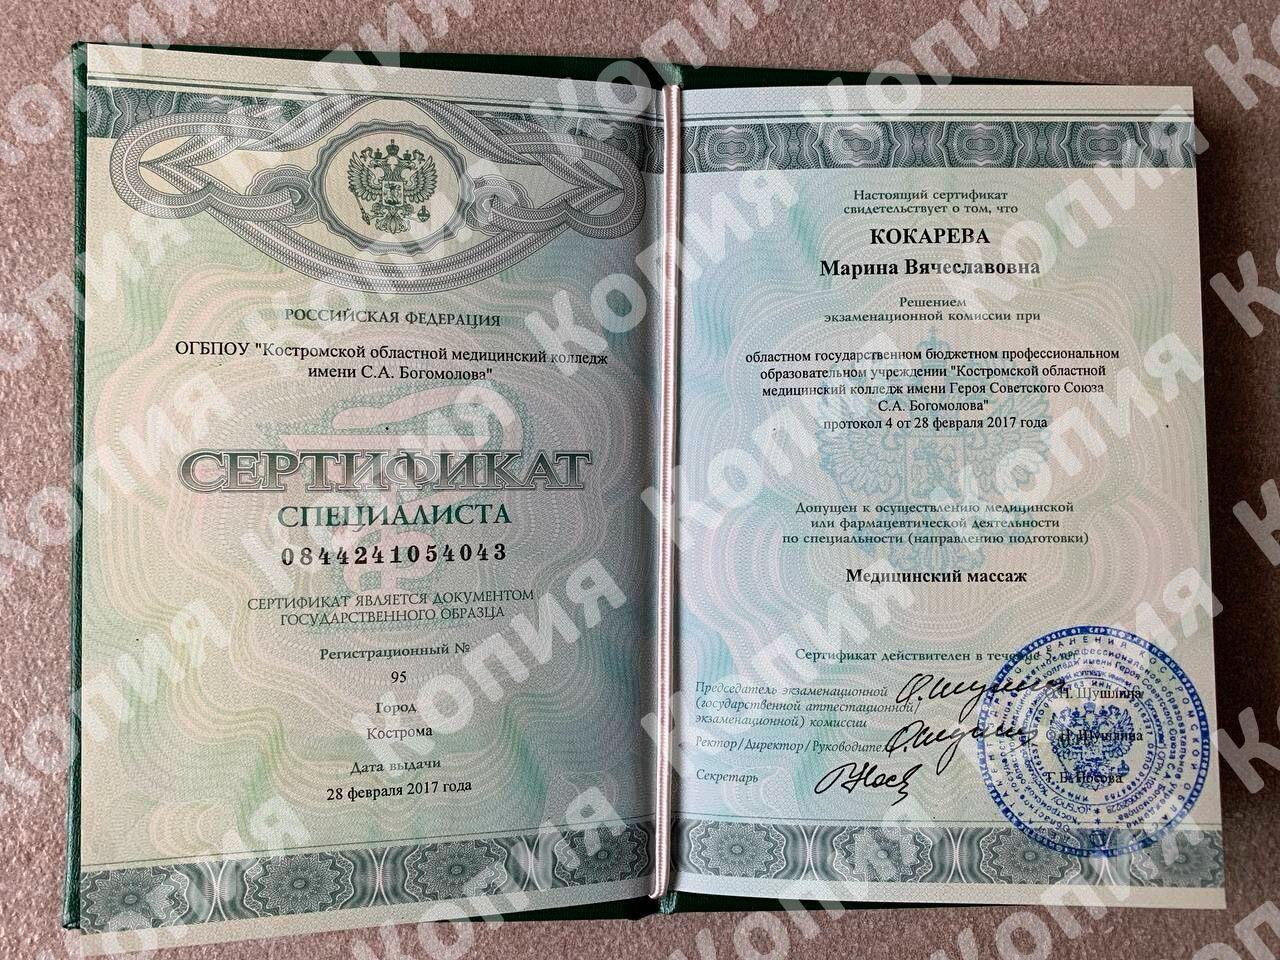 РОССИЙСКАЯ ФЕДЕРАЦИЯ
ОГБПОУ "Костромской областной медицинский колледж
имени С.А. Богомолова"
СЕРТИФИКАТ
СПЕЦИАЛИСТА
0844241054043
СЕРТИФИКАТ ЯВЛЯЕТСЯ ДОКУМЕНТОМ
ГОСУДАРСТВЕННОГО ОБРАЗЦА
Регистрационный №
95
Город
Кострома
Дата выдачи
28 февраля 2017 года
Настоящий сертификат
свидетельствует о том, что
КОКАРЕВА
Марина Вячеславовна
Решением
экзаменационной комиссии при
областном государственном бюджетном профессиональном
образовательном учреждении "Костромской областной
медицинский колледж имени Героя Советского Союза
С.А. Богомолова"
протокол 4 от 28 февраля 2017 года
Допущен к осуществлению медицинской
или фармацевтической деятельности
по специальности (направлению подготовки)
Медицинский массаж
Сертификат действителен в течение 5
Председатель экзаменационной
(государственной аттестационной/
экзаменационной) комиссии
Шушлина
Ректор/Директор/Руководитель
Шушлина
Секретарь
Т.В. Носова
Копия